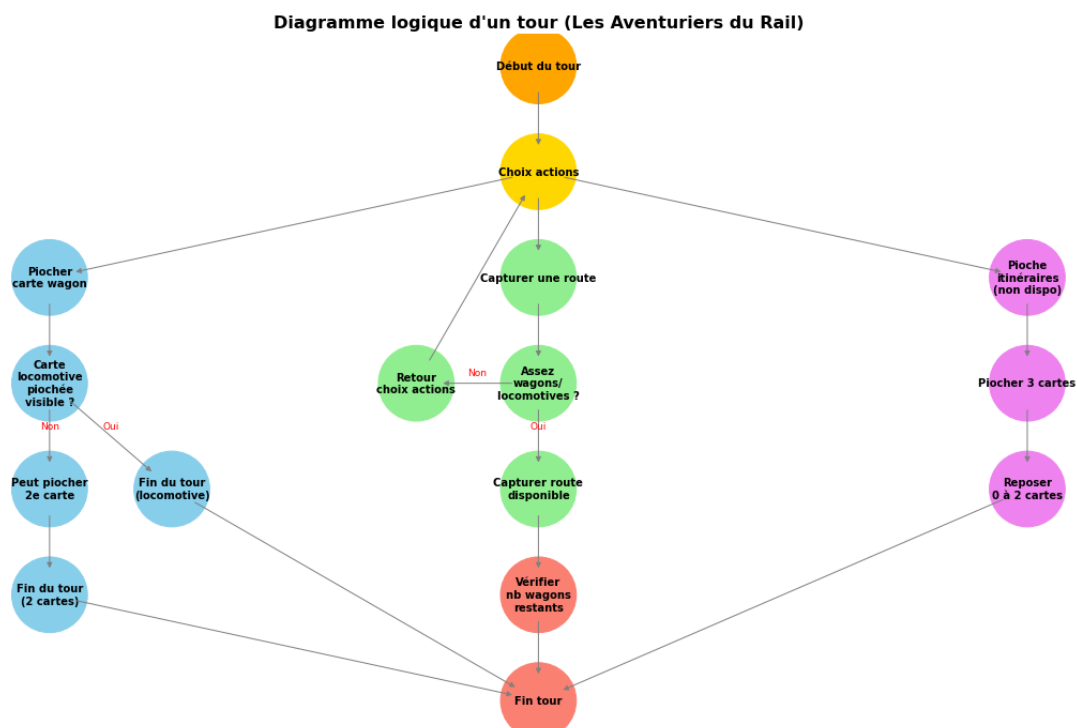 Diagramme logique d'un tour (Les Aventuriers du Rail)
Début du tour
Choix actions
Piocher
carte wagon
Capturer une route
Pioche
itinéraires
(non dispo)
Carte
locomotive
piochée
visible ?
Retour
choix actions
Non
Assez
wagons/
locomotives ?
Piocher 3 cartes
Non
Oui
Oui
Peut piocher
2e carte
Fin du tour
(locomotive)
Capturer route
disponible
Reposer
0 à 2 cartes
Fin du tour
(2 cartes)
Vérifier
nb wagons
restants
Fin tour